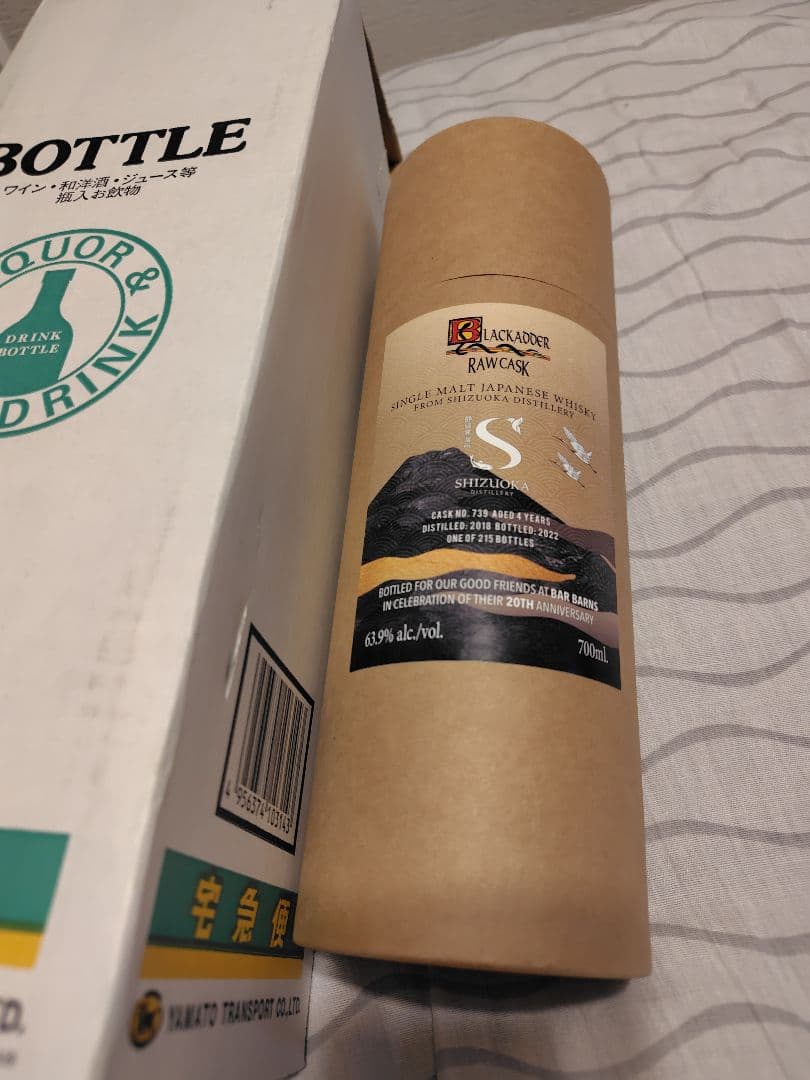 BOTTLE
ワイン・和洋酒・ジュース等
瓶入お飲物
QUOR & DRINK
DRINK
BOTTLE
4 956374 103143
宅急便
YAMATO TRANSPORT CO.,LTD.
D.
BLACKADDER
RAW CASK
SINGLE MALT JAPANESE WHISKY
FROM SHIZUOKA DISTILLERY
S
SHIZUOKA
DISTILLERY
CASK NO. 739 AGED 4 YEARS
DISTILLED: 2018 BOTTLED: 2022
ONE OF 215 BOTTLES
BOTTLED FOR OUR GOOD FRIENDS AT BAR BARNS
IN CELEBRATION OF THEIR 20TH ANNIVERSARY
63.9% alc./vol.
700ml.